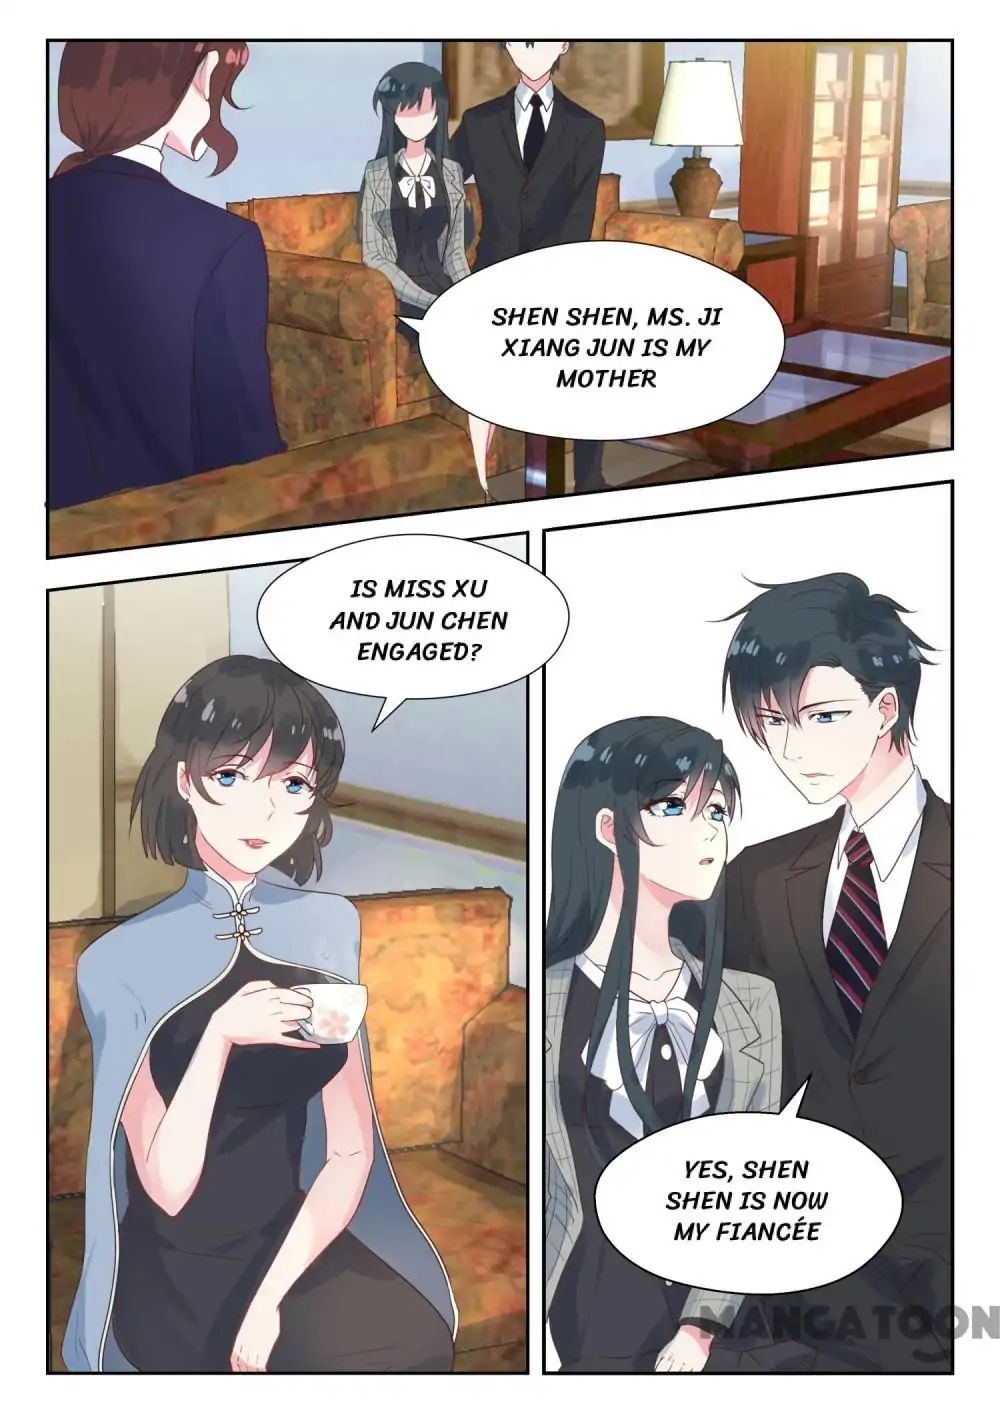 SHEN SHEN, MS. JI
XIANG JUN IS MY
MOTHER
IS MISS XU
AND JUN CHEN
ENGAGED?
YES, SHEN
SHEN IS NOW
MY FIANCÉE
MANGATOON